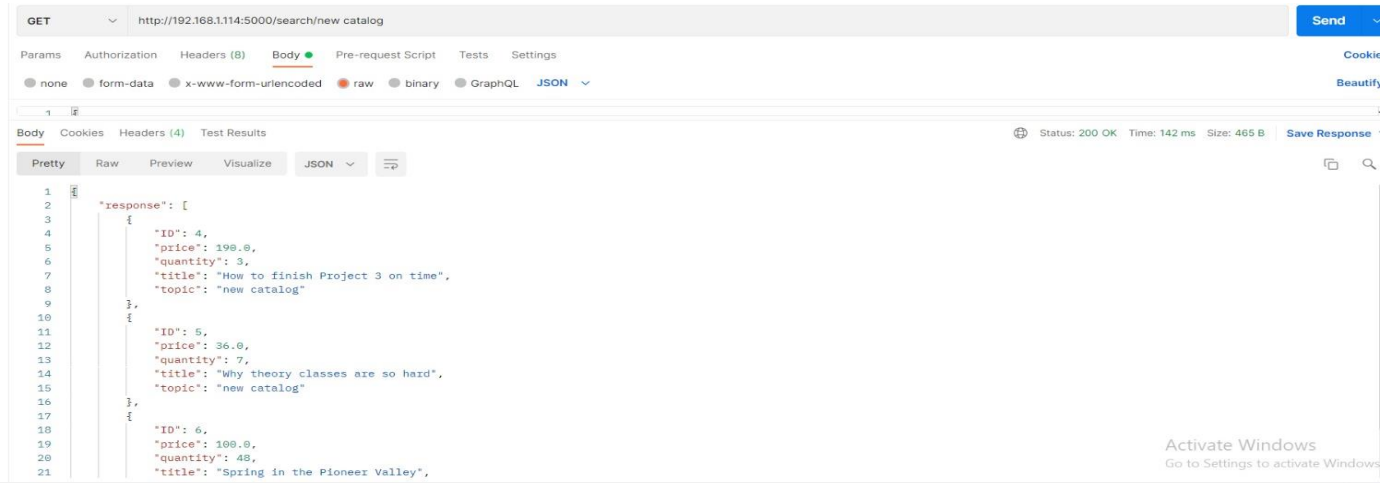 GET http://192.168.1.114:5000/search/new catalog Send
Params Authorization Headers (8) Body Pre-request Script Tests Settings Cookie
none form-data x-www-form-urlencoded raw binary GraphQL JSON Beautify
1 {
Body Cookies Headers (4) Test Results Status: 200 OK Time: 142 ms Size: 465 B Save Response
Pretty Raw Preview Visualize JSON
1 {
2 "response": [
3 {
4 "ID": 4,
5 "price": 190.0,
6 "quantity": 3,
7 "title": "How to finish Project 3 on time",
8 "topic": "new catalog"
9 },
10 {
11 "ID": 5,
12 "price": 36.0,
13 "quantity": 7,
14 "title": "Why theory classes are so hard",
15 "topic": "new catalog"
16 },
17 {
18 "ID": 6,
19 "price": 100.0,
20 "quantity": 48,
21 "title": "Spring in the Pioneer Valley",
Activate Windows
Go to Settings to activate Windows